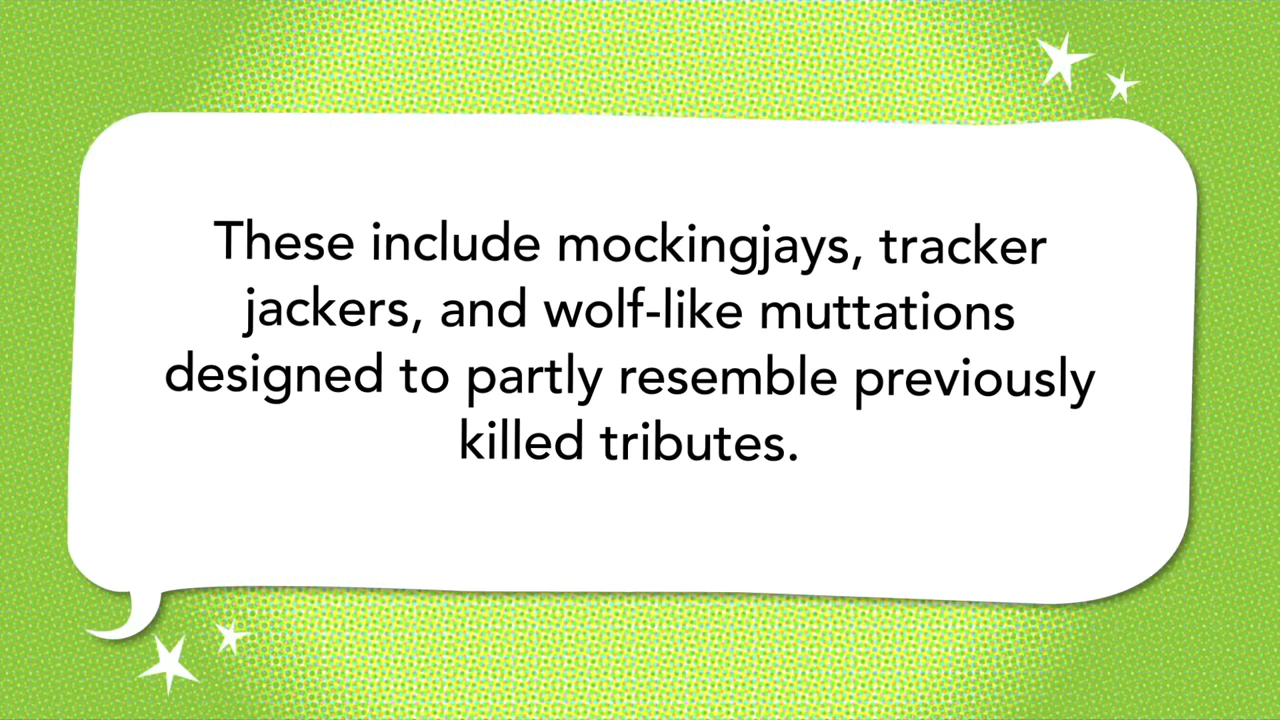 These include mockingjays, tracker
jackers, and wolf-like muttations
designed to partly resemble previously
killed tributes.